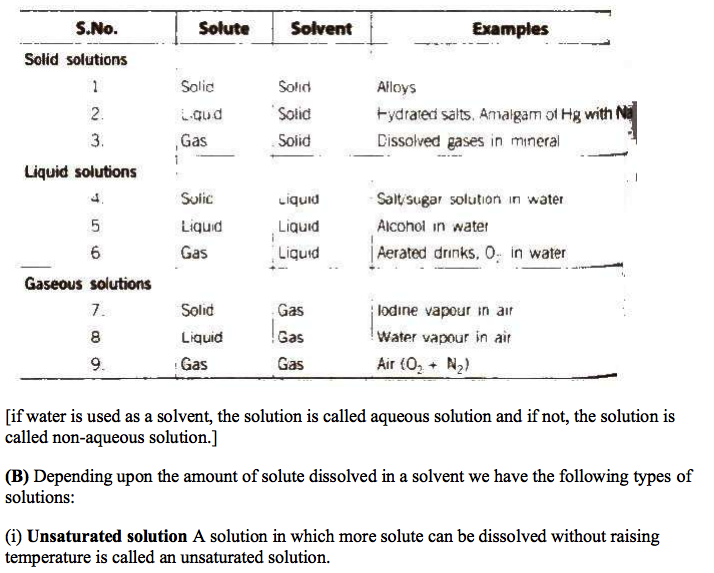 S.No. Solute Solvent Examples
Solid solutions
1 Solid Solid Alloys
2. Liquid Solid Hydrated salts, Amalgam of Hg with Na
3. Gas Solid Dissolved gases in mineral
Liquid solutions
4. Solid Liquid Salt/sugar solution in water
5 Liquid Liquid Alcohol in water
6 Gas Liquid Aerated drinks, O₂ in water
Gaseous solutions
7. Solid Gas Iodine vapour in air
8 Liquid Gas Water vapour in air
9. Gas Gas Air (O₂ + N₂)
[if water is used as a solvent, the solution is called aqueous solution and if not, the solution is
called non-aqueous solution.]
(B) Depending upon the amount of solute dissolved in a solvent we have the following types of
solutions:
(i) Unsaturated solution A solution in which more solute can be dissolved without raising
temperature is called an unsaturated solution.